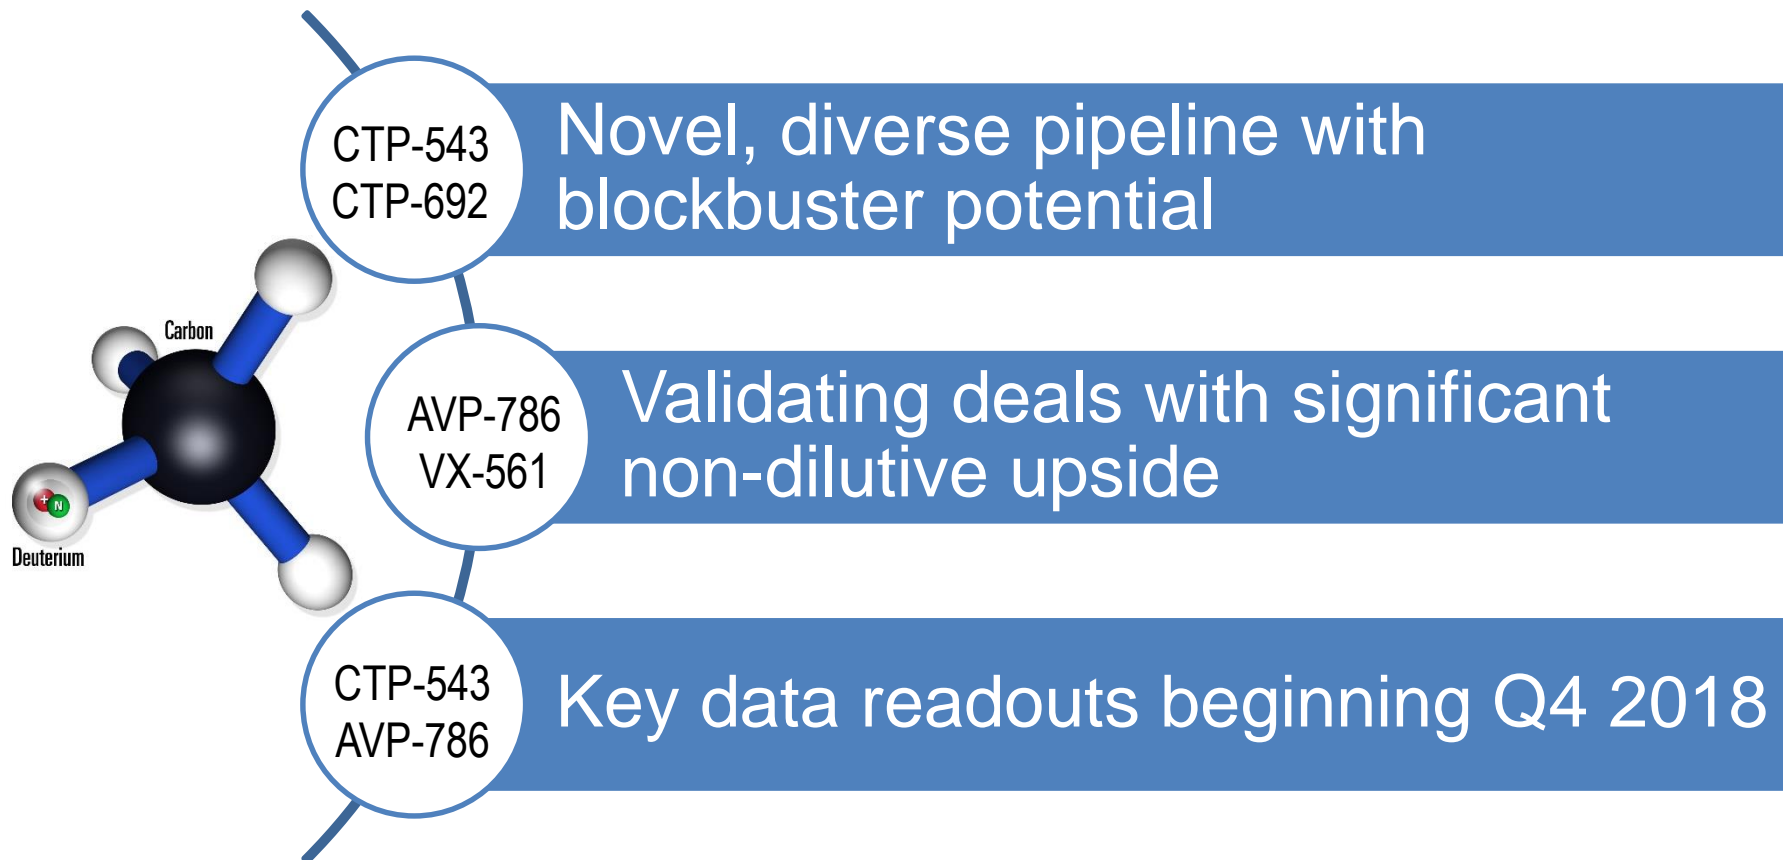 CTP-543
CTP-692
Novel, diverse pipeline with
blockbuster potential
Carbon
+
N
Deuterium
AVP-786
VX-561
Validating deals with significant
non-dilutive upside
CTP-543
AVP-786
Key data readouts beginning Q4 2018